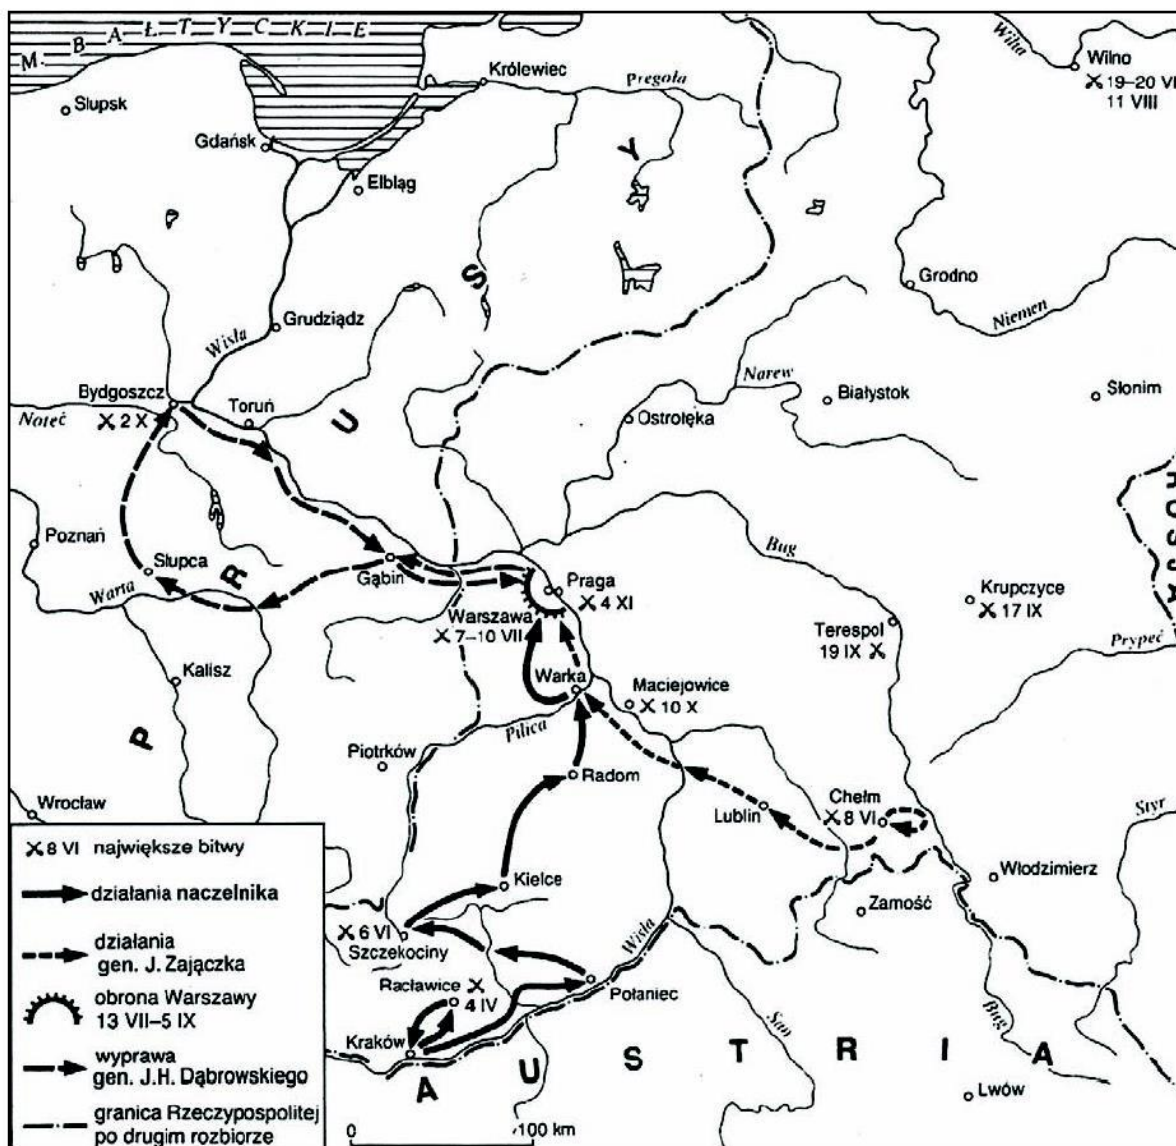 M. BAŁTYCKIE
Słupsk
Gdańsk
Elbląg
Królewiec
Pregoła
Wilia
Wilno
19–20 VI
11 VIII
Grudziądz
Wisła
Grodno
Niemen
Bydgoszcz
Noteć
2 X
Toruń
Narew
Białystok
Słonim
Ostrołęka
PRUSY
ROSJA
Poznań
Słupca
Warta
Gąbin
Bug
Praga
4 XI
Warszawa
7–10 VII
Krupczyce
17 IX
Terespol
19 IX
Prypeć
Kalisz
Warka
Maciejowice
10 X
Pilica
Piotrków
Radom
Wrocław
Lublin
Chełm
8 VI
Styr
Kielce
Włodzimierz
Zamość
6 VI
Szczekociny
Wisła
Racławice
4 IV
Połaniec
San
Bug
Kraków
AUSTRIA
Lwów
8 VI największe bitwy
działania naczelnika
działania
gen. J. Zajączka
obrona Warszawy
13 VII–5 IX
wyprawa
gen. J.H. Dąbrowskiego
granica Rzeczypospolitej
po drugim rozbiorze
0 100 km